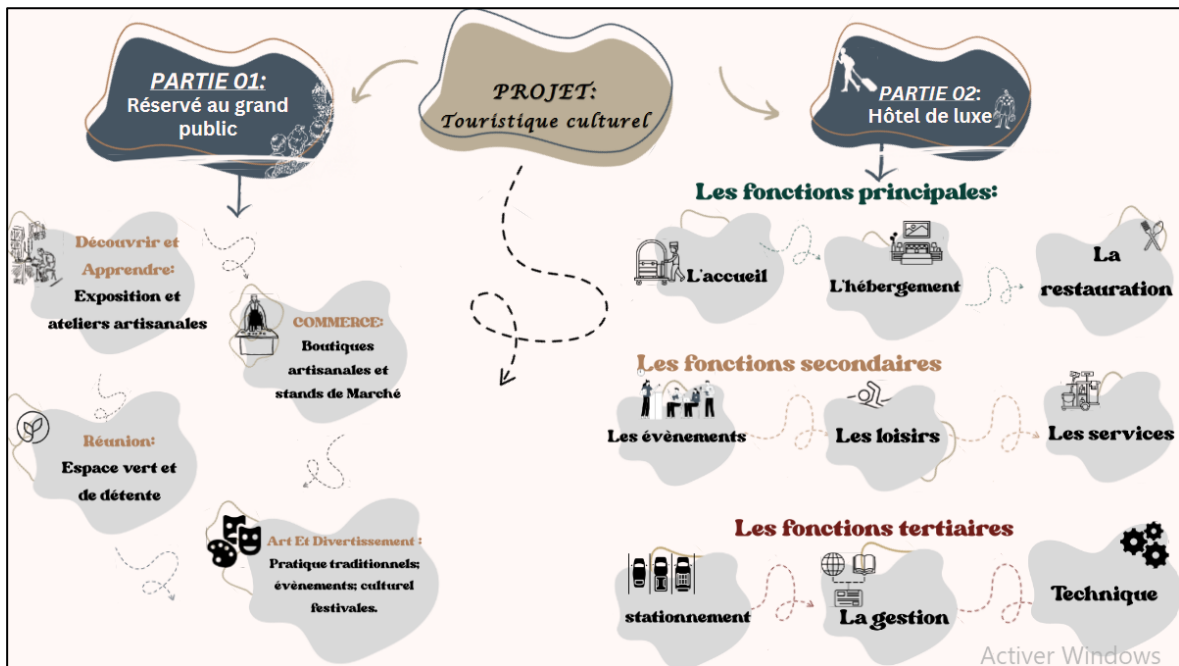 PROJET:
Touristique culturel
PARTIE 01:
Réservé au grand
public
Découvrir et
Apprendre:
Exposition et
ateliers artisanales
COMMERCE:
Boutiques
artisanales et
stands de Marché
Réunion:
Espace vert et
de détente
Art Et Divertissement :
Pratique traditionnels;
évènements; culturel
festivales.
PARTIE 02:
Hôtel de luxe
Les fonctions principales:
L'accueil
L'hébergement
La
restauration
Les fonctions secondaires
Les évènements
Les loisirs
Les services
Les fonctions tertiaires
stationnement
La gestion
Technique
Activer Windows